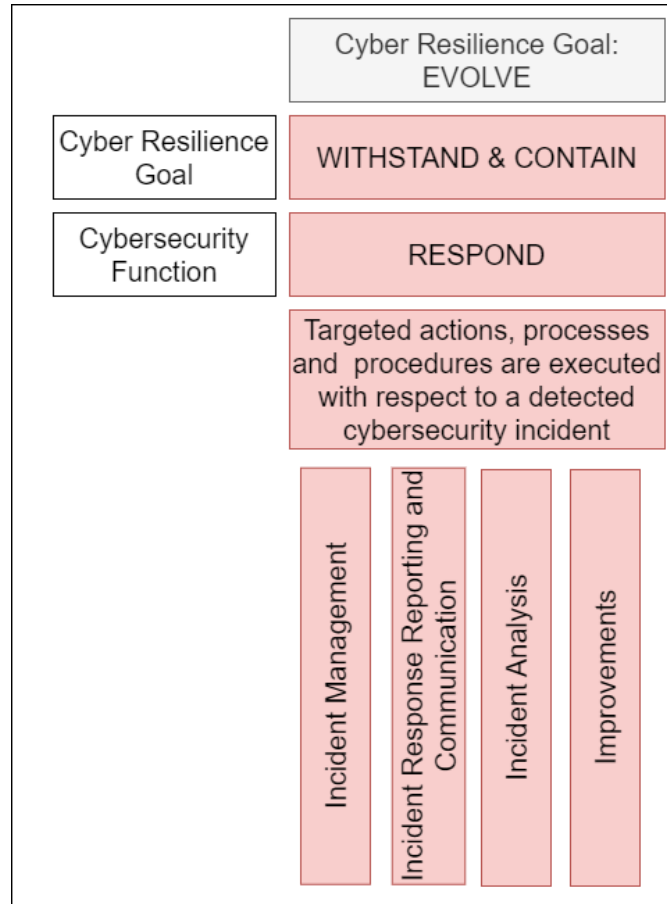 Cyber Resilience Goal:
EVOLVE
Cyber Resilience
Goal
WITHSTAND & CONTAIN
Cybersecurity
Function
RESPOND
Targeted actions, processes
and procedures are executed
with respect to a detected
cybersecurity incident
Incident Management
Incident Response Reporting and
Communication
Incident Analysis
Improvements